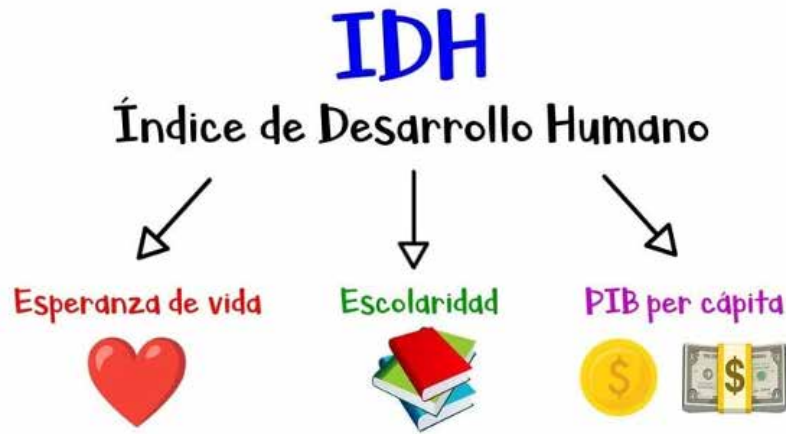 IDH
Índice de Desarrollo Humano
Esperanza de vida
Escolaridad
PIB per cápita
$
$